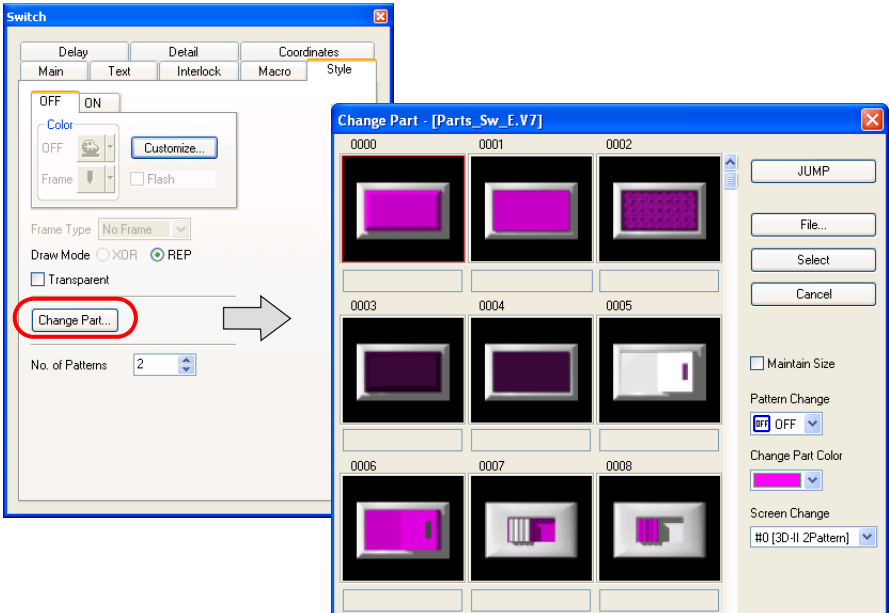 Switch
Delay Detail Coordinates
Main Text Interlock Macro Style
OFF ON
Color
OFF Customize...
Frame Flash
Frame Type No Frame
Draw Mode XOR REP
Transparent
Change Part...
No. of Patterns 2
Change Part - [Parts_Sw_E.V7]
0000 0001 0002
0003 0004 0005
0006 0007 0008
JUMP
File...
Select
Cancel
Maintain Size
Pattern Change
OFF OFF
Change Part Color
Screen Change
#0 [3D-II 2Pattern]